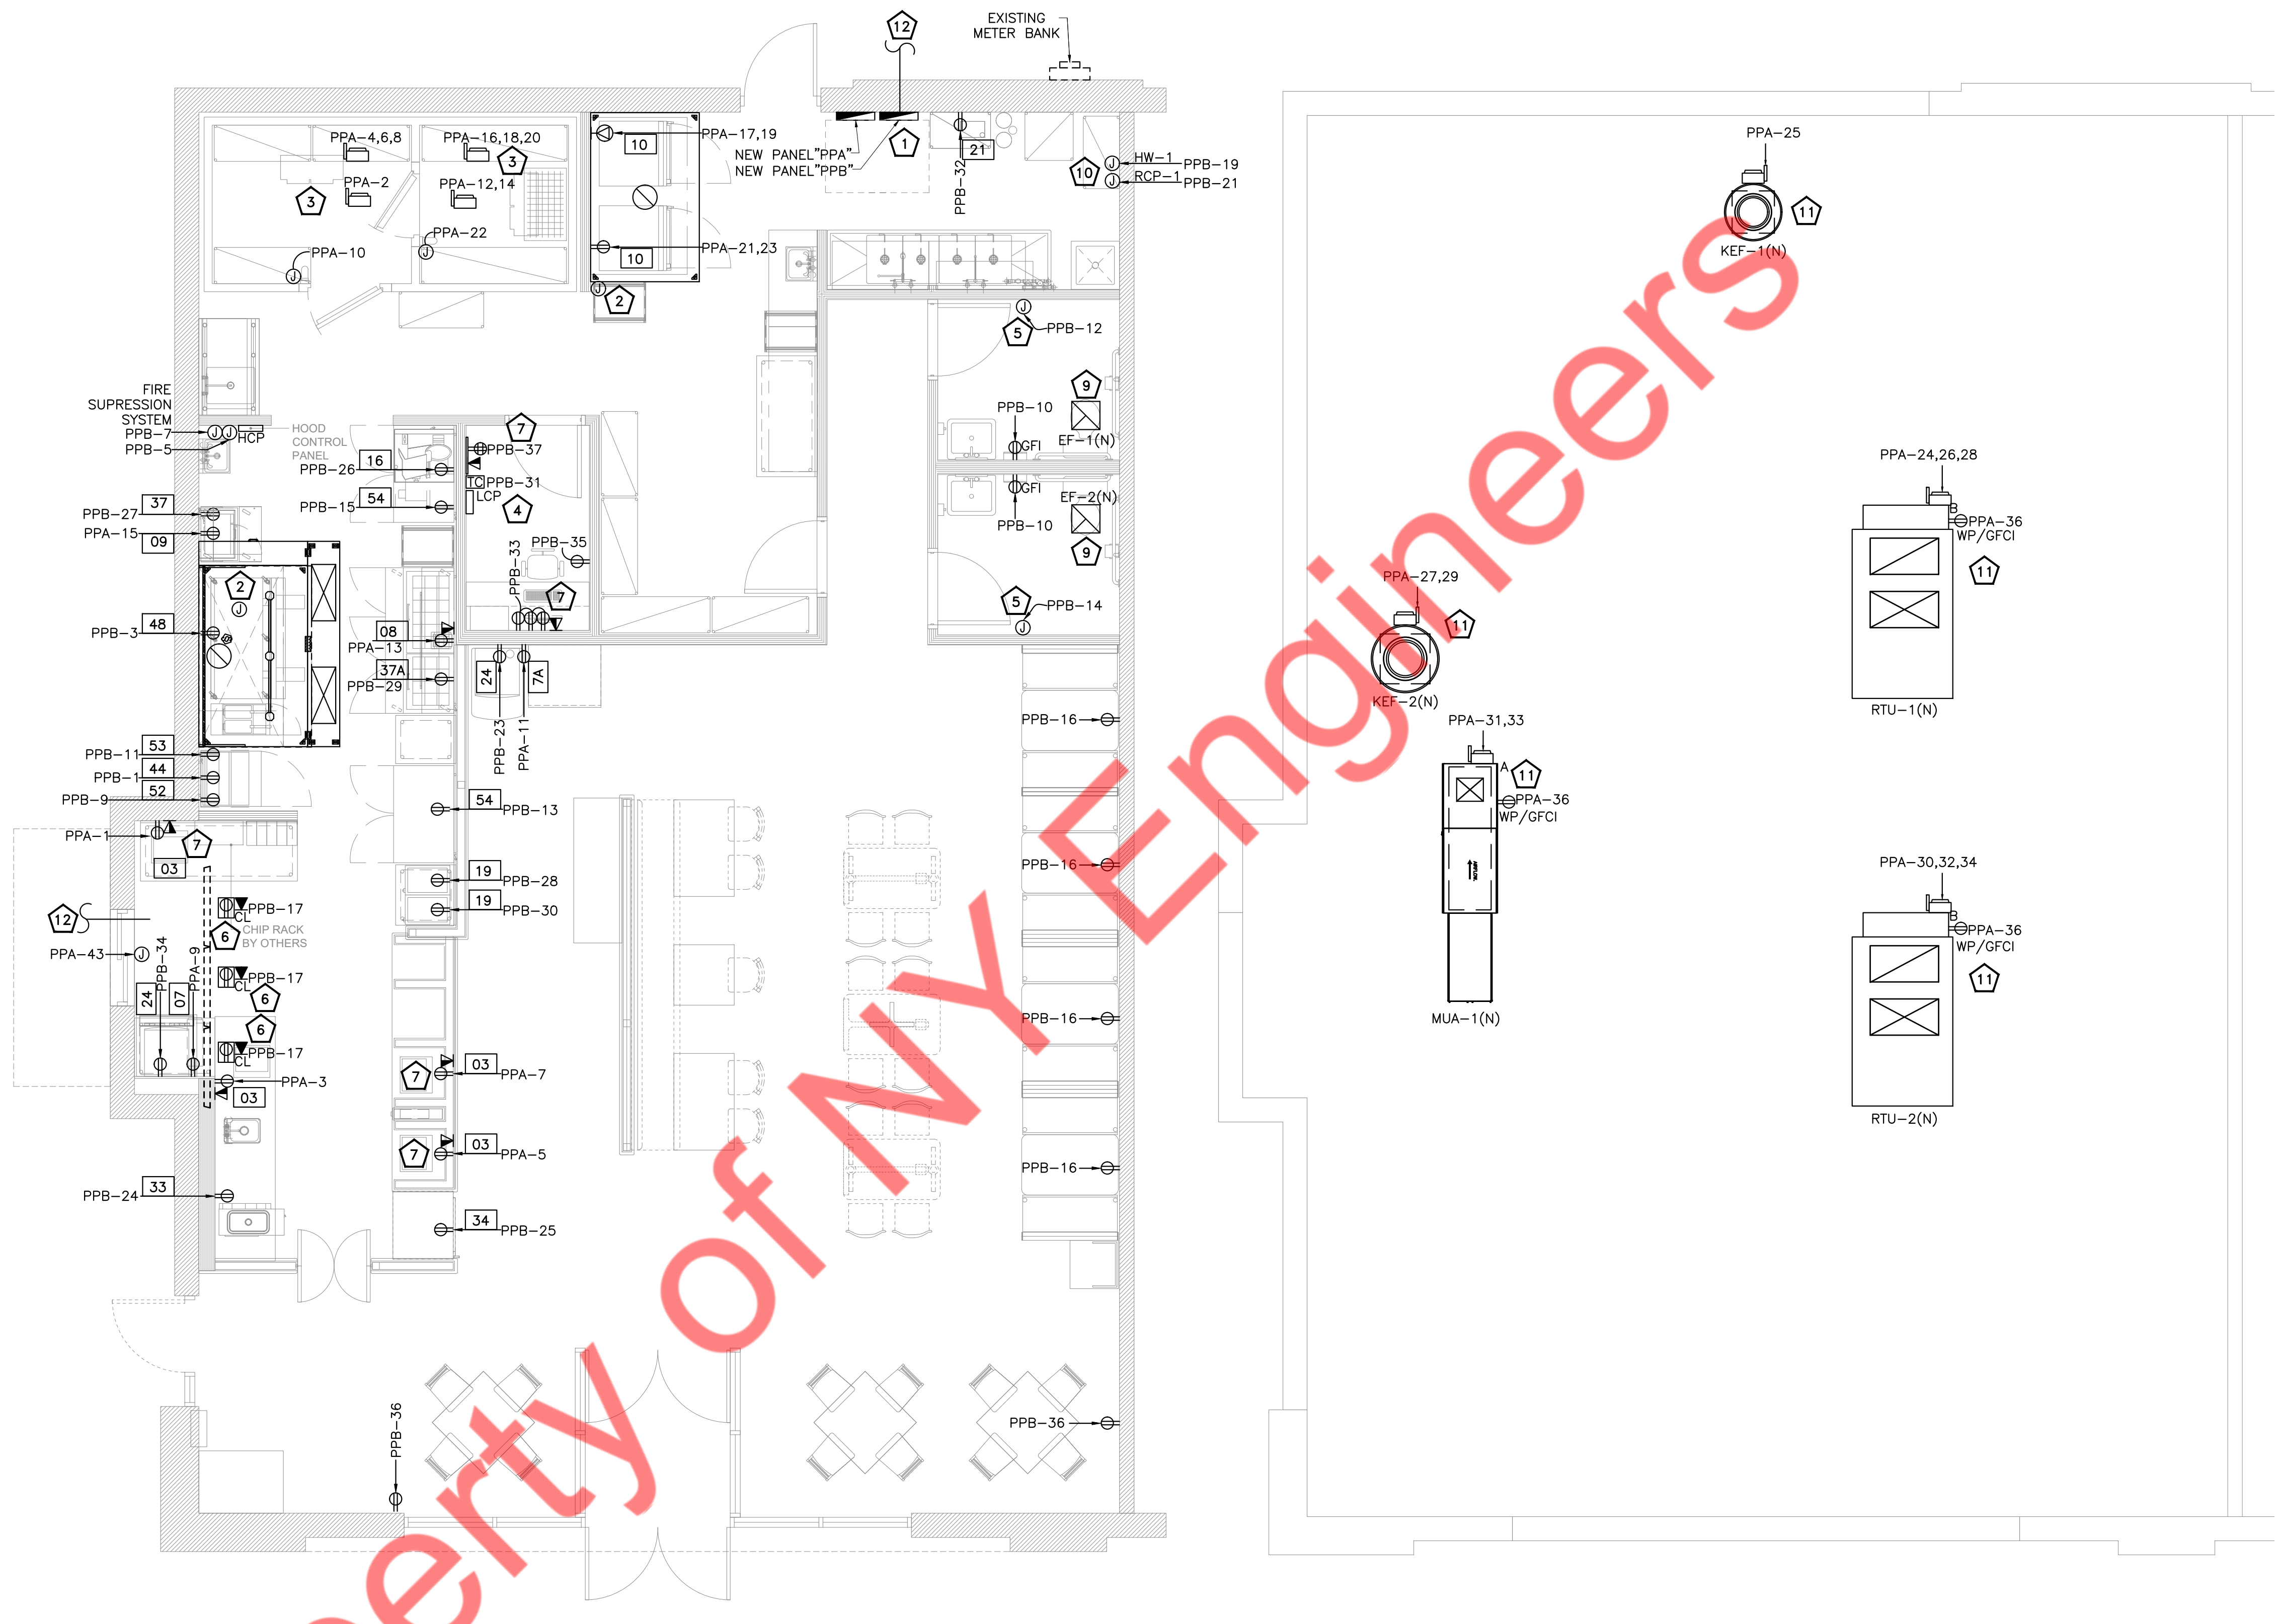 12
EXISTING
METER BANK
PPA-4,6,8
PPA-16,18,20
3
PPA-2
PPA-12,14
3
PPA-22
PPA-10
10
PPA-17,19
NEW PANEL"PPA"
NEW PANEL"PPB"
1
21
PPB-32
10
HW-1
PPB-19
RCP-1
PPB-21
10
PPA-21,23
2
5
PPB-12
FIRE
SUPRESSION
SYSTEM
PPB-7
PPB-5
HCP
HOOD
CONTROL
PANEL
9
PPB-10
GFI
EF-1(N)
GFI
EF-2(N)
PPB-10
9
5
PPB-14
7
PPB-37
16
PPB-26
TC
PPB-31
LCP
54
PPB-15
4
37
PPB-27
PPA-15
09
PPB-35
PPB-33
7
2
48
PPB-3
08
PPA-13
37A
PPB-29
24
7A
PPB-23
PPA-11
53
PPB-11
44
PPB-1
52
PPB-9
54
PPB-13
PPB-16
PPB-16
PPB-16
PPB-16
PPA-1
7
03
19
PPB-28
19
PPB-30
12
PPB-17
CL
6
CHIP RACK
BY OTHERS
PPA-43
PPB-34
PPA-9
24
07
PPB-17
CL
6
6
PPB-17
CL
PPA-3
03
7
03
PPA-7
7
03
PPA-5
33
PPB-24
34
PPB-25
PPB-36
PPB-36
PPA-25
11
KEF-1(N)
PPA-24,26,28
B
PPA-36
WP/GFCI
11
RTU-1(N)
PPA-27,29
11
KEF-2(N)
PPA-31,33
A
11
PPA-36
WP/GFCI
AIRFLOW
MUA-1(N)
PPA-30,32,34
B
PPA-36
WP/GFCI
11
RTU-2(N)
perty of NY Engineers